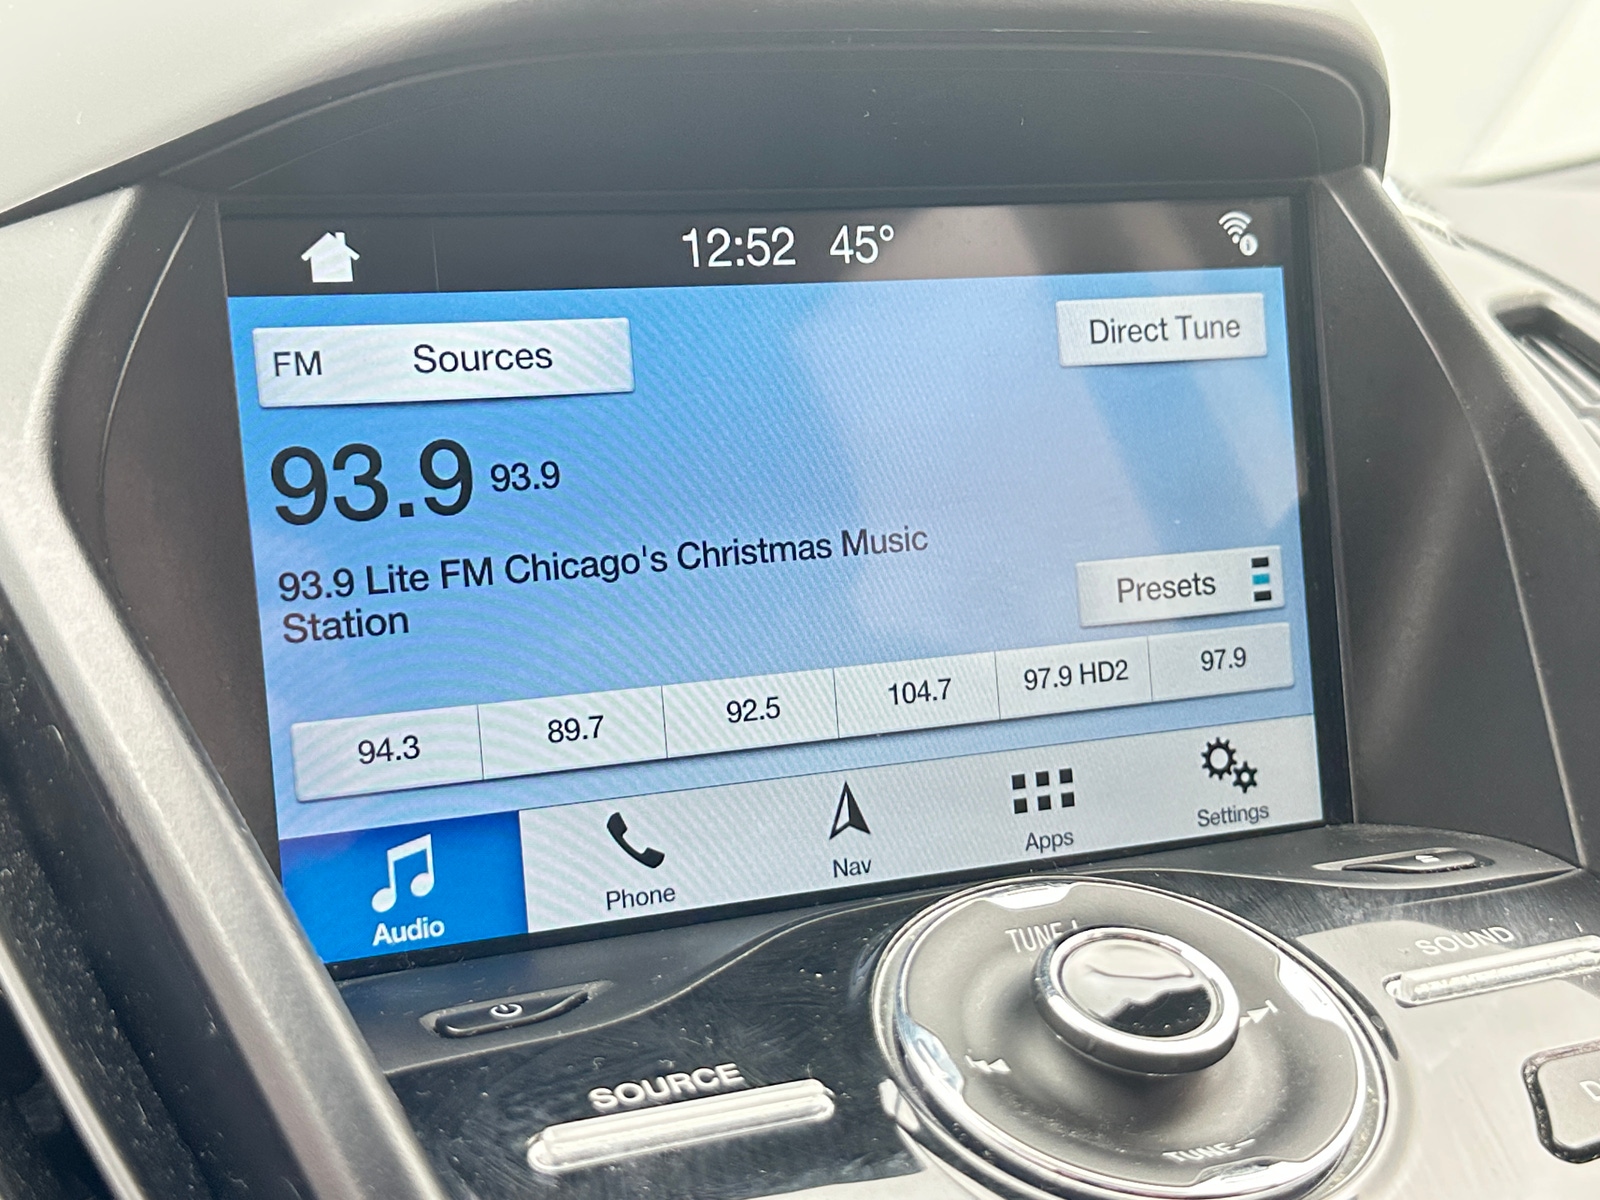 12:52 45°
FM Sources
Direct Tune
93.9 93.9
93.9 Lite FM Chicago's Christmas Music
Station
Presets
94.3 89.7 92.5 104.7 97.9 HD2 97.9
Audio Phone Nav Apps Settings
TUNE+
SOUND
SOURCE
TUNE–